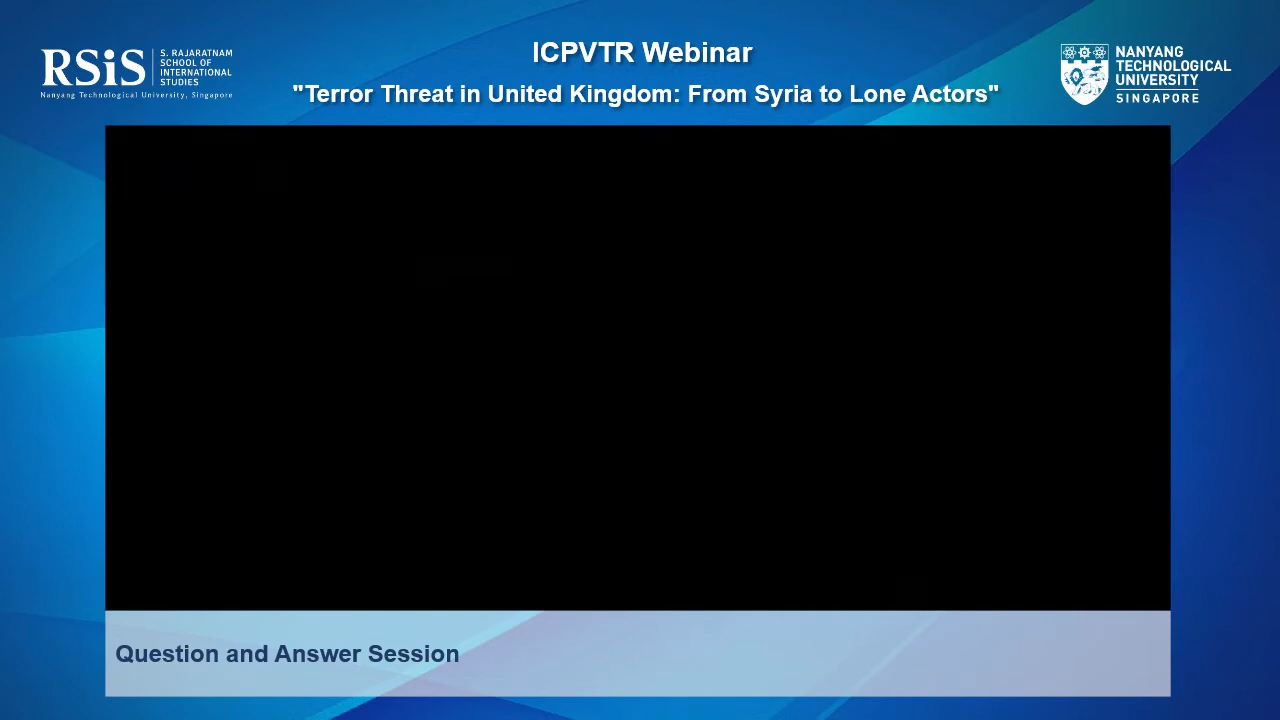 RSiS
S. RAJARATNAM
SCHOOL OF
INTERNATIONAL
STUDIES
Nanyang Technological University, Singapore
ICPVTR Webinar
"Terror Threat in United Kingdom: From Syria to Lone Actors"
NANYANG
TECHNOLOGICAL
UNIVERSITY
SINGAPORE
Question and Answer Session